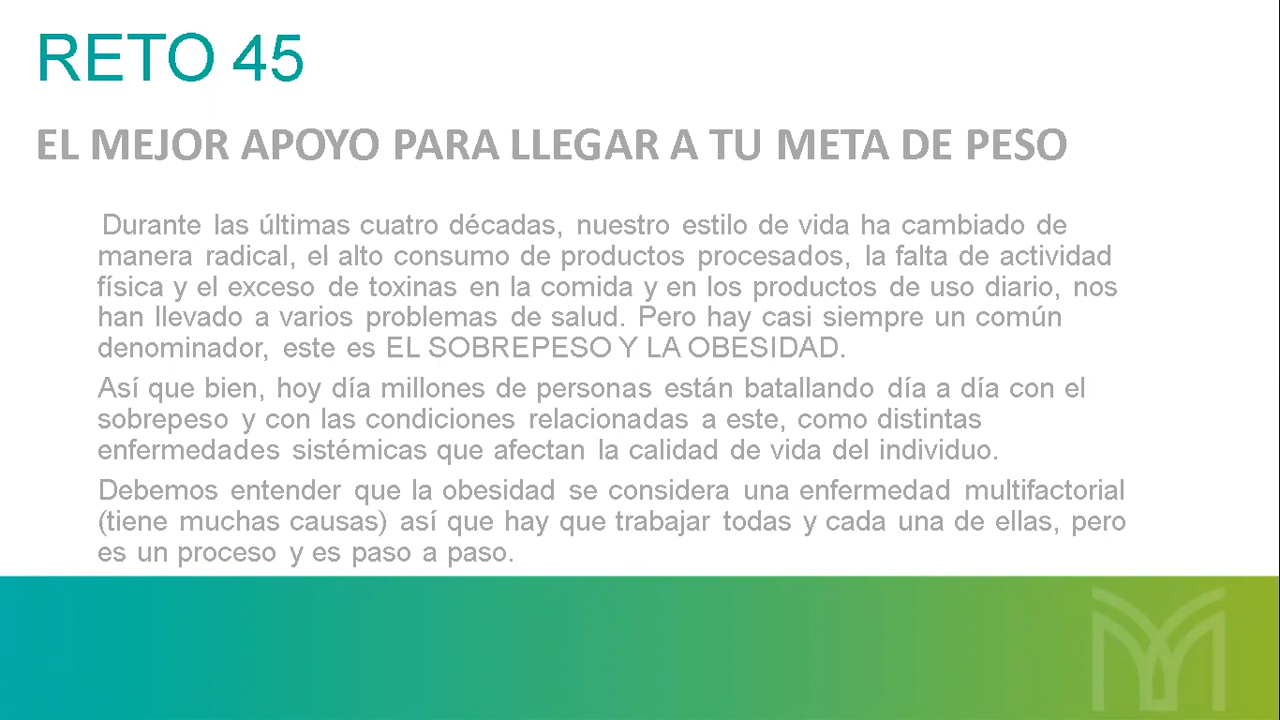 RETO 45
EL MEJOR APOYO PARA LLEGAR A TU META DE PESO
Durante las últimas cuatro décadas, nuestro estilo de vida ha cambiado de
manera radical, el alto consumo de productos procesados, la falta de actividad
física y el exceso de toxinas en la comida y en los productos de uso diario, nos
han llevado a varios problemas de salud. Pero hay casi siempre un común
denominador, este es EL SOBREPESO Y LA OBESIDAD.
Así que bien, hoy día millones de personas están batallando día a día con el
sobrepeso y con las condiciones relacionadas a este, como distintas
enfermedades sistémicas que afectan la calidad de vida del individuo.
Debemos entender que la obesidad se considera una enfermedad multifactorial
(tiene muchas causas) así que hay que trabajar todas y cada una de ellas, pero
es un proceso y es paso a paso.